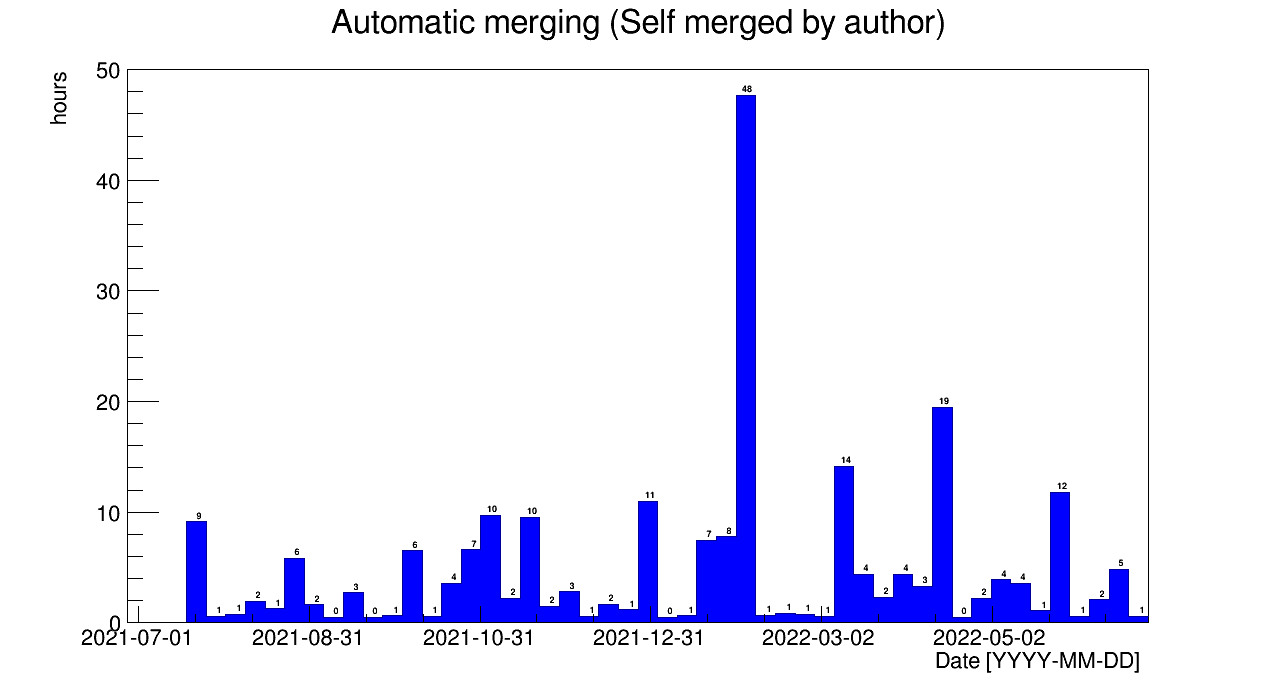 Automatic merging (Self merged by author)
hours
50
40
30
20
10
0
9 1 1 2 1 6 2 0 3 0 1 6 1 4 7 10 2 10 2 3 1 2 1 11 0 1 7 8 48 1 1 1 1 14 4 2 4 3 19 0 2 4 4 1 12 1 2 5 1
2021-07-01 2021-08-31 2021-10-31 2021-12-31 2022-03-02 2022-05-02
Date [YYYY-MM-DD]